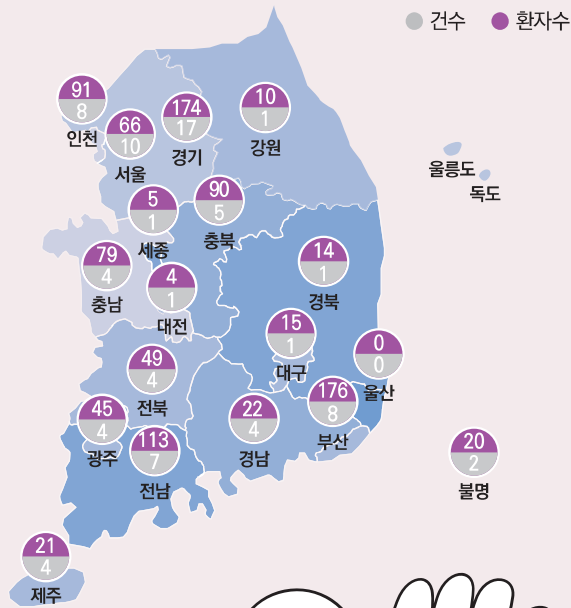 건수 환자수
91
8
인천
66
10
서울
174
17
경기
10
1
강원
울릉도
독도
5
1
세종
90
5
충북
79
4
충남
4
1
대전
14
1
경북
15
1
대구
0
0
울산
49
4
전북
176
8
부산
45
4
광주
113
7
전남
22
4
경남
20
2
불명
21
4
제주